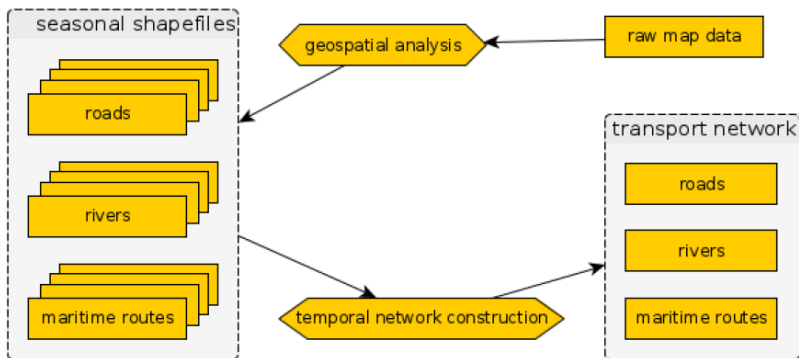 seasonal shapefiles
roads
rivers
maritime routes
geospatial analysis
raw map data
temporal network construction
transport network
roads
rivers
maritime routes